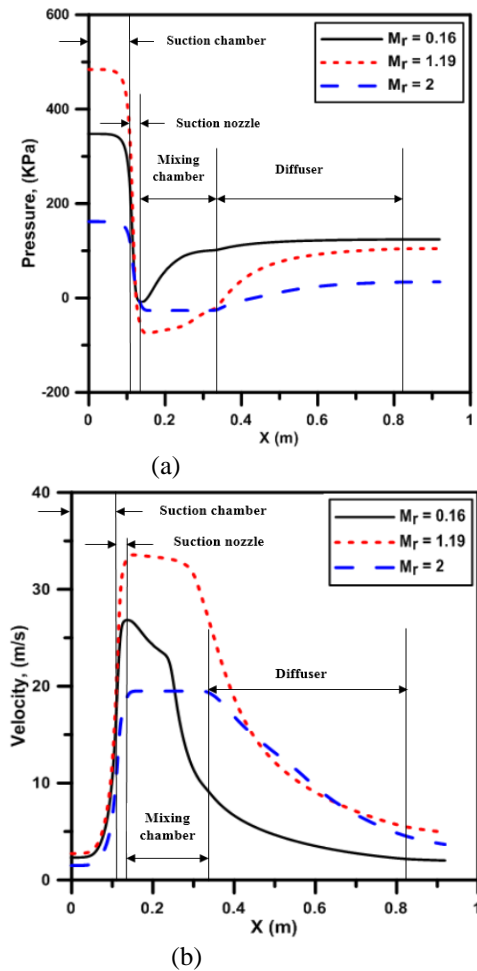 600
400
200
0
-200
Pressure, (KPa)
Suction chamber
Suction nozzle
Mixing
chamber
Diffuser
Mr = 0.16
Mr = 1.19
Mr = 2
0 0.2 0.4 0.6 0.8 1
X (m)
(a)
40
30
20
10
0
Velocity, (m/s)
Suction chamber
Suction nozzle
Diffuser
Mixing
chamber
Mr = 0.16
Mr = 1.19
Mr = 2
0 0.2 0.4 0.6 0.8 1
X (m)
(b)